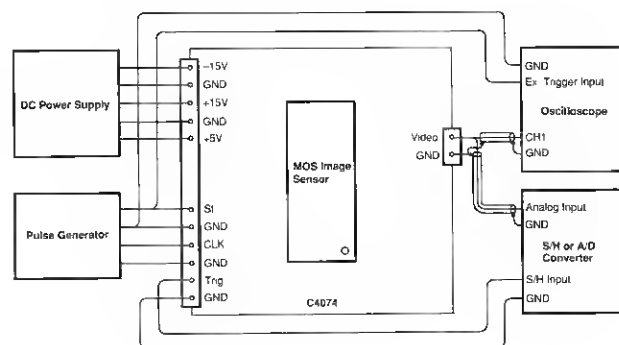 DC Power Supply
Pulse Generator
–15V
GND
+15V
GND
+5V
St
GND
CLK
GND
Trig
GND
MOS Image
Sensor
C4074
Video
GND
GND
Ex Trigger Input
Oscilloscope
CH1
GND
Analog Input
GND
S/H or A/D
Converter
S/H Input
GND